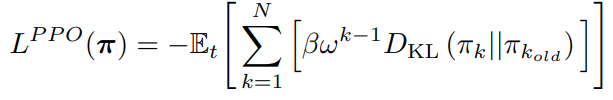 $L^{PPO}(\boldsymbol{\pi}) = -\mathbb{E}_t \left[ \sum_{k=1}^{N} \left[ \beta \omega^{k-1} D_{\mathrm{KL}} \left( \pi_k || \pi_{k_{old}} \right) \right] \right]$